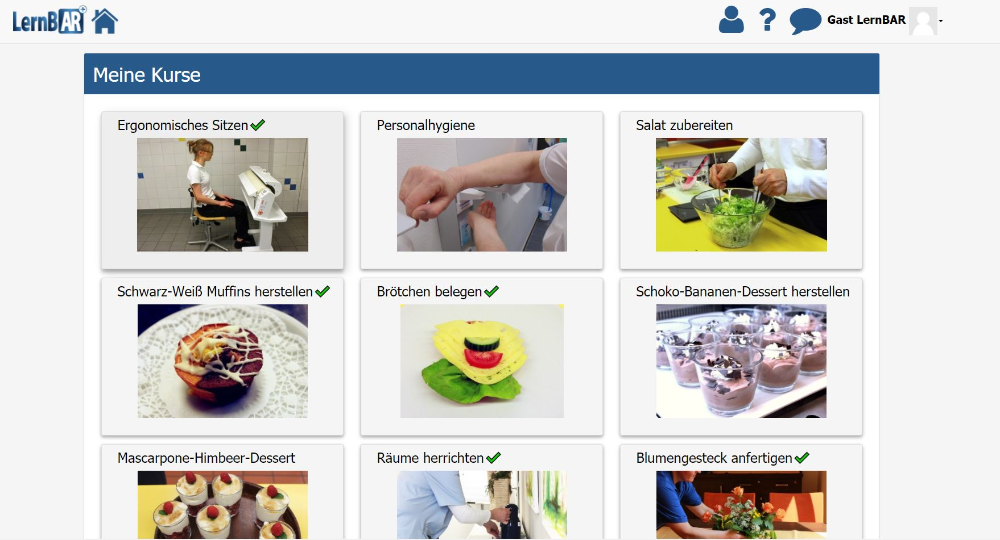 LernBAR+
? Gast LernBAR
Meine Kurse
Ergonomisches Sitzen
Personalhygiene
Salat zubereiten
Schwarz-Weiß Muffins herstellen
Brötchen belegen
Schoko-Bananen-Dessert herstellen
Mascarpone-Himbeer-Dessert
Räume herrichten
Blumengesteck anfertigen